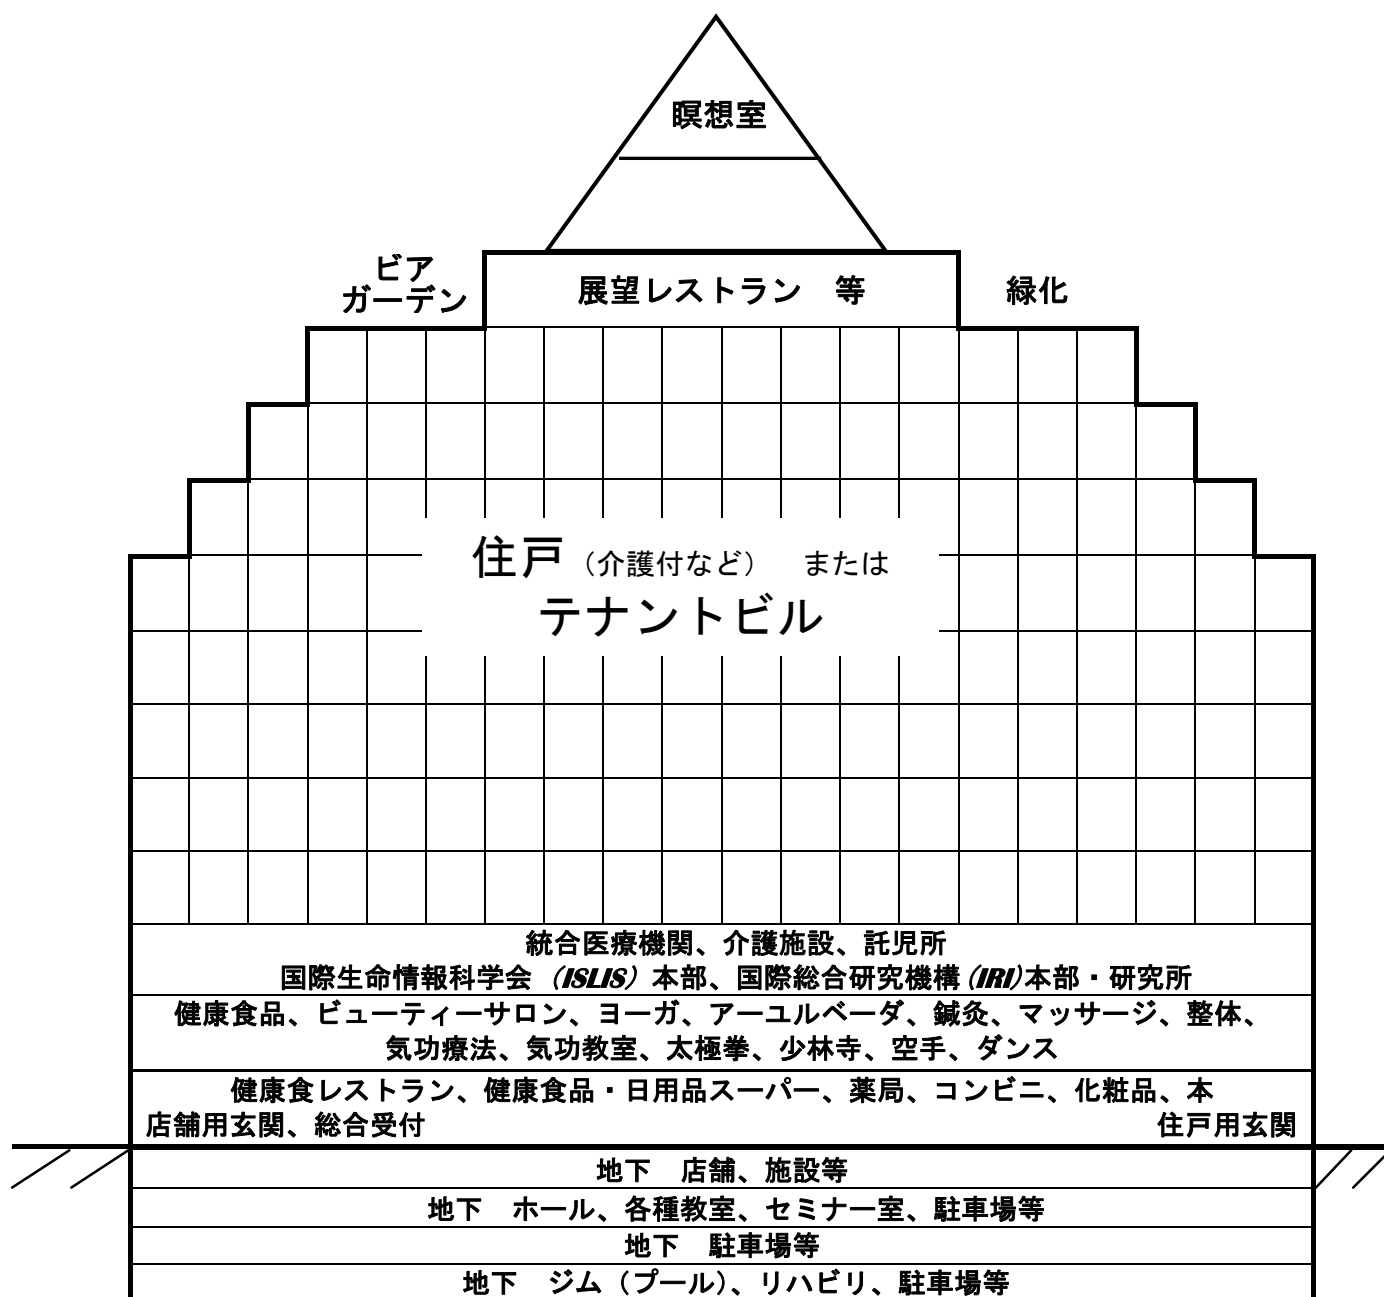 瞑想室
ビア
ガーデン
展望レストラン　等
緑化
住戸（介護付など）　または
テナントビル
統合医療機関、介護施設、託児所
国際生命情報科学会（ISLIS）本部、国際総合研究機構（IRI）本部・研究所
健康食品、ビューティーサロン、ヨーガ、アーユルベーダ、鍼灸、マッサージ、整体、
気功療法、気功教室、太極拳、少林寺、空手、ダンス
健康食レストラン、健康食品・日用品スーパー、薬局、コンビニ、化粧品、本
店舗用玄関、総合受付　住戸用玄関
地下　店舗、施設等
地下　ホール、各種教室、セミナー室、駐車場等
地下　駐車場等
地下　ジム（プール）、リハビリ、駐車場等